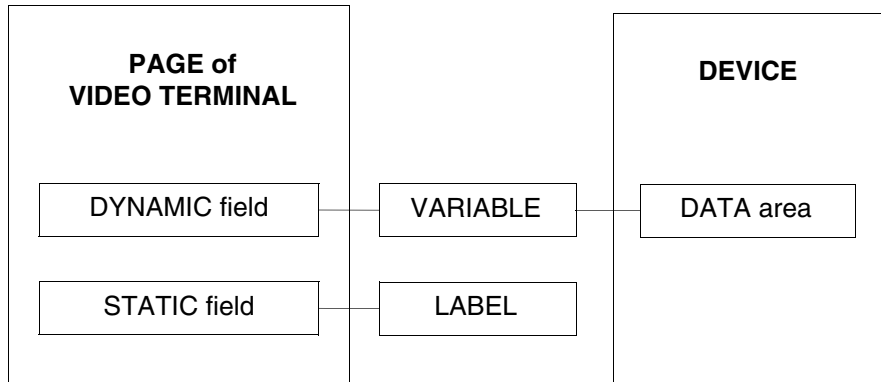 PAGE of
VIDEO TERMINAL
DEVICE
DYNAMIC field
VARIABLE
DATA area
STATIC field
LABEL